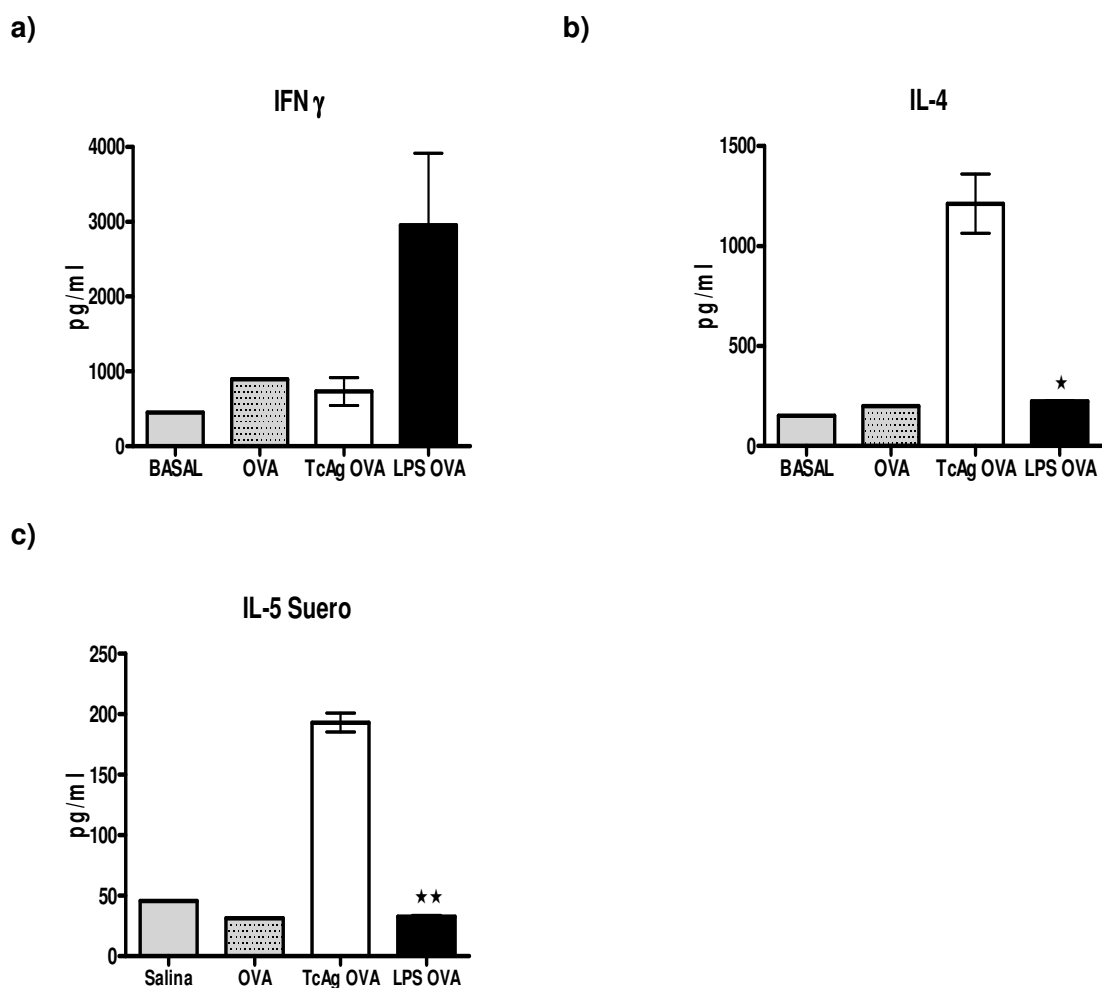 a)
IFN γ
4000
3000
2000
1000
0
pg/ml
BASAL OVA TcAg OVA LPS OVA
b)
IL-4
1500
1000
500
0
pg/ml
★
BASAL OVA TcAg OVA LPS OVA
c)
IL-5 Suero
250
200
150
100
50
0
pg/ml
★★
Salina OVA TcAg OVA LPS OVA